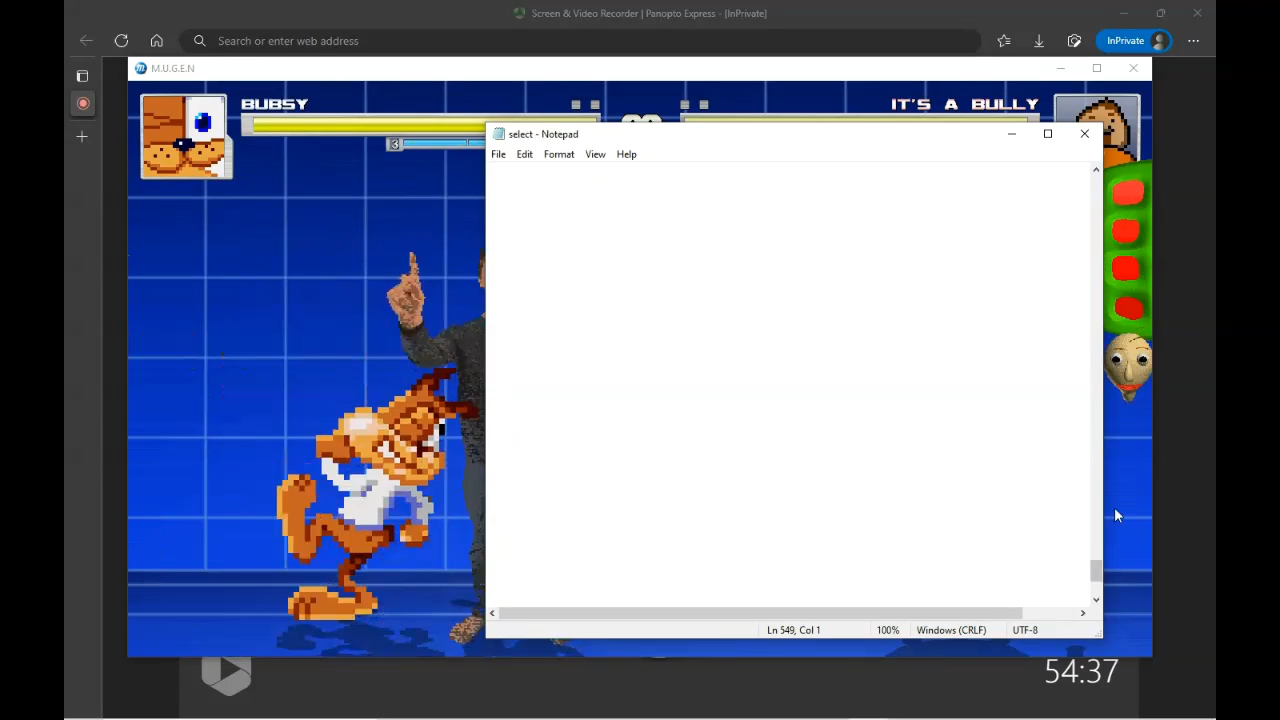 Screen & Video Recorder | Panopto Express - [InPrivate]
Search or enter web address
InPrivate
M.U.G.E.N
BUBSY
IT'S A BULLY
3
select - Notepad
File Edit Format View Help
Ln 549, Col 1 100% Windows (CRLF) UTF-8
54:37